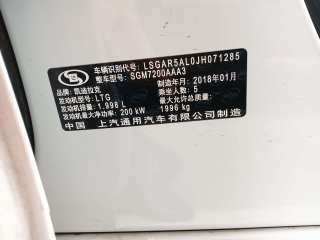 车辆识别代号: LSGAR5AL0JH071285
整车型号: SGM7200AAA3
品牌: 凯迪拉克 制造年月: 2018年01月
发动机型号: LTG 乘坐人数: 5
发动机排量: 1.998 L 最大允许总质量:
发动机最大净功率: 200 kW 1996 kg
中国 上汽通用汽车有限公司制造